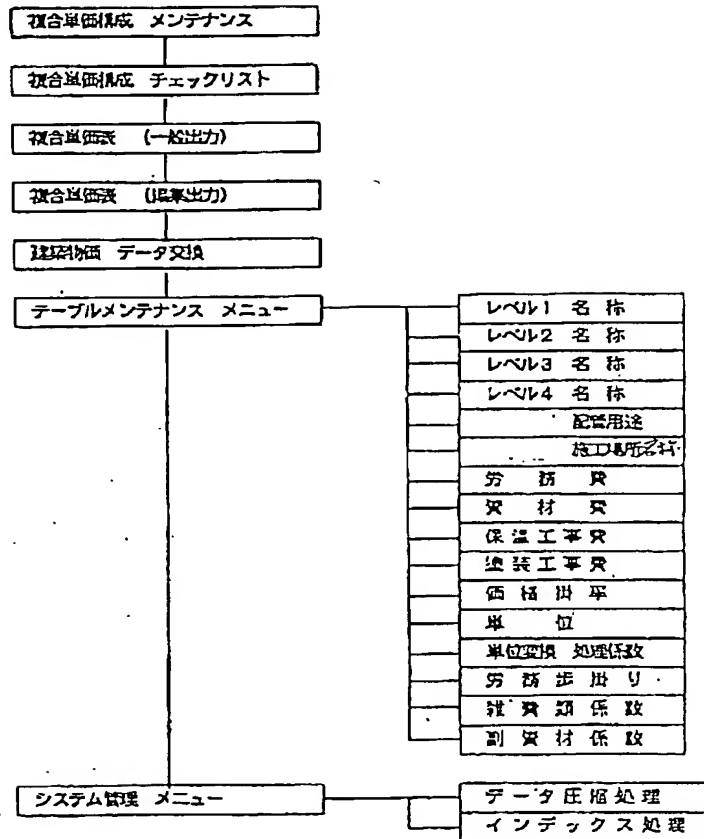 複合単価構成 メンテナンス
複合単価構成 チェックリスト
複合単価表 (一般出力)
複合単価表 (編集出力)
建築物価 データ交換
テーブルメンテナンス メニュー
レベル1 名 称
レベル2 名 称
レベル3 名 称
レベル4 名 称
配管用途
施工場所名称
労 務 費
資 材 費
保 温 工 事 費
塗 装 工 事 費
価 格 掛 率
単 位
単位変換 処理係数
労 務 歩 掛 り
雑 費 類 係 数
副 資 材 係 数
システム管理 メニュー
データ圧縮処理
インデックス処理